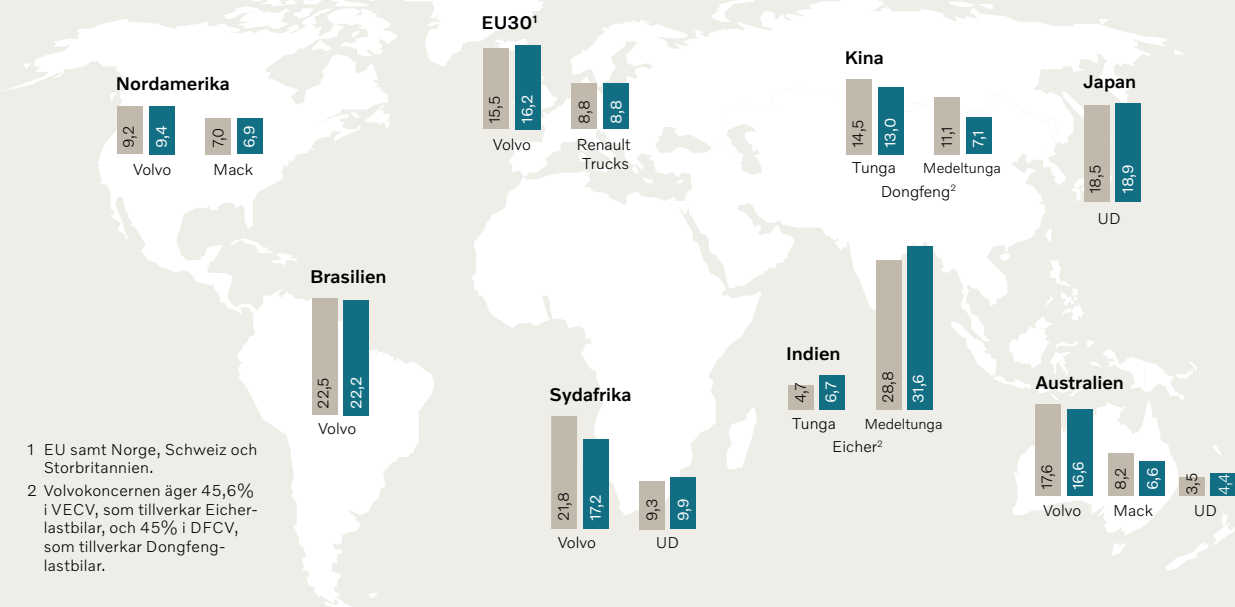 EU30¹
15,5
16,2
Volvo
8,8
8,8
Renault
Trucks
Nordamerika
9,2
9,4
Volvo
7,0
6,9
Mack
Kina
14,5
13,0
Tunga
11,1
7,1
Medeltunga
Dongfeng²
Japan
18,5
18,9
UD
Brasilien
22,5
22,2
Volvo
Indien
4,7
6,7
Tunga
28,8
31,6
Medeltunga
Eicher²
Sydafrika
21,8
17,2
Volvo
9,3
9,9
UD
Australien
17,6
16,6
Volvo
8,2
6,6
Mack
3,5
4,4
UD
1 EU samt Norge, Schweiz och
Storbritannien.
2 Volvokoncernen äger 45,6%
i VECV, som tillverkar Eicher-
lastbilar, och 45% i DFCV,
som tillverkar Dongfeng-
lastbilar.